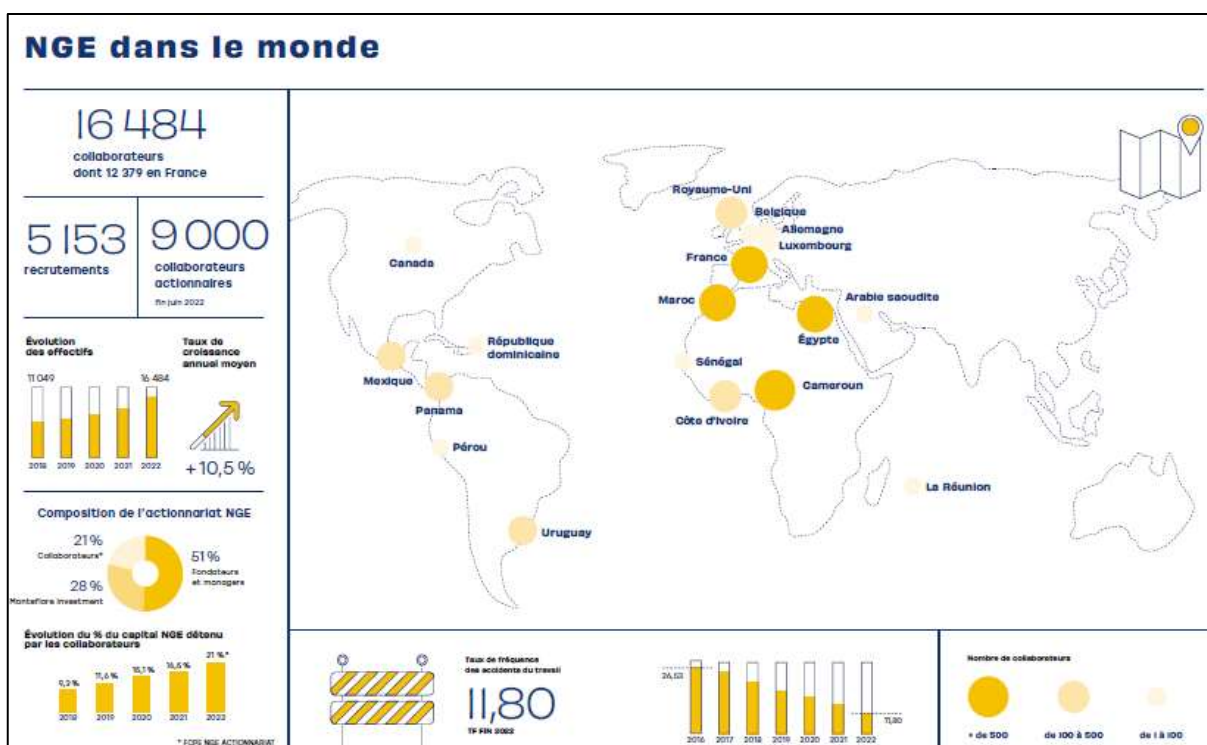 NGE dans le monde
16 484
collaborateurs
dont 12 379 en France
5 153
recrutements
9 000
collaborateurs
actionnaires
fin juin 2022
Évolution
des effectifs
11 049
16 484
2018
2019
2020
2021
2022
Taux de
croissance
annuel moyen
+10,5 %
Composition de l'actionnariat NGE
21 %
Collaborateurs*
28 %
Montefiore Investment
51 %
Fondateurs
et managers
Évolution du % du capital NGE détenu
par les collaborateurs
9,3 %
11,6 %
15,1 %
16,6 %
21 %*
2018
2019
2020
2021
2022
* FCPE NGE ACTIONNARIAT
Royaume-Uni
Belgique
Allemagne
Luxembourg
France
Canada
Maroc
Arabie saoudite
Égypte
République
dominicaine
Sénégal
Mexique
Cameroun
Panama
Côte d'Ivoire
Pérou
La Réunion
Uruguay
Taux de fréquence
des accidents du travail
11,80
TF FIN 2022
26,53
11,80
2016
2017
2018
2019
2020
2021
2022
Nombre de collaborateurs
+ de 500
de 100 à 500
de 1 à 100